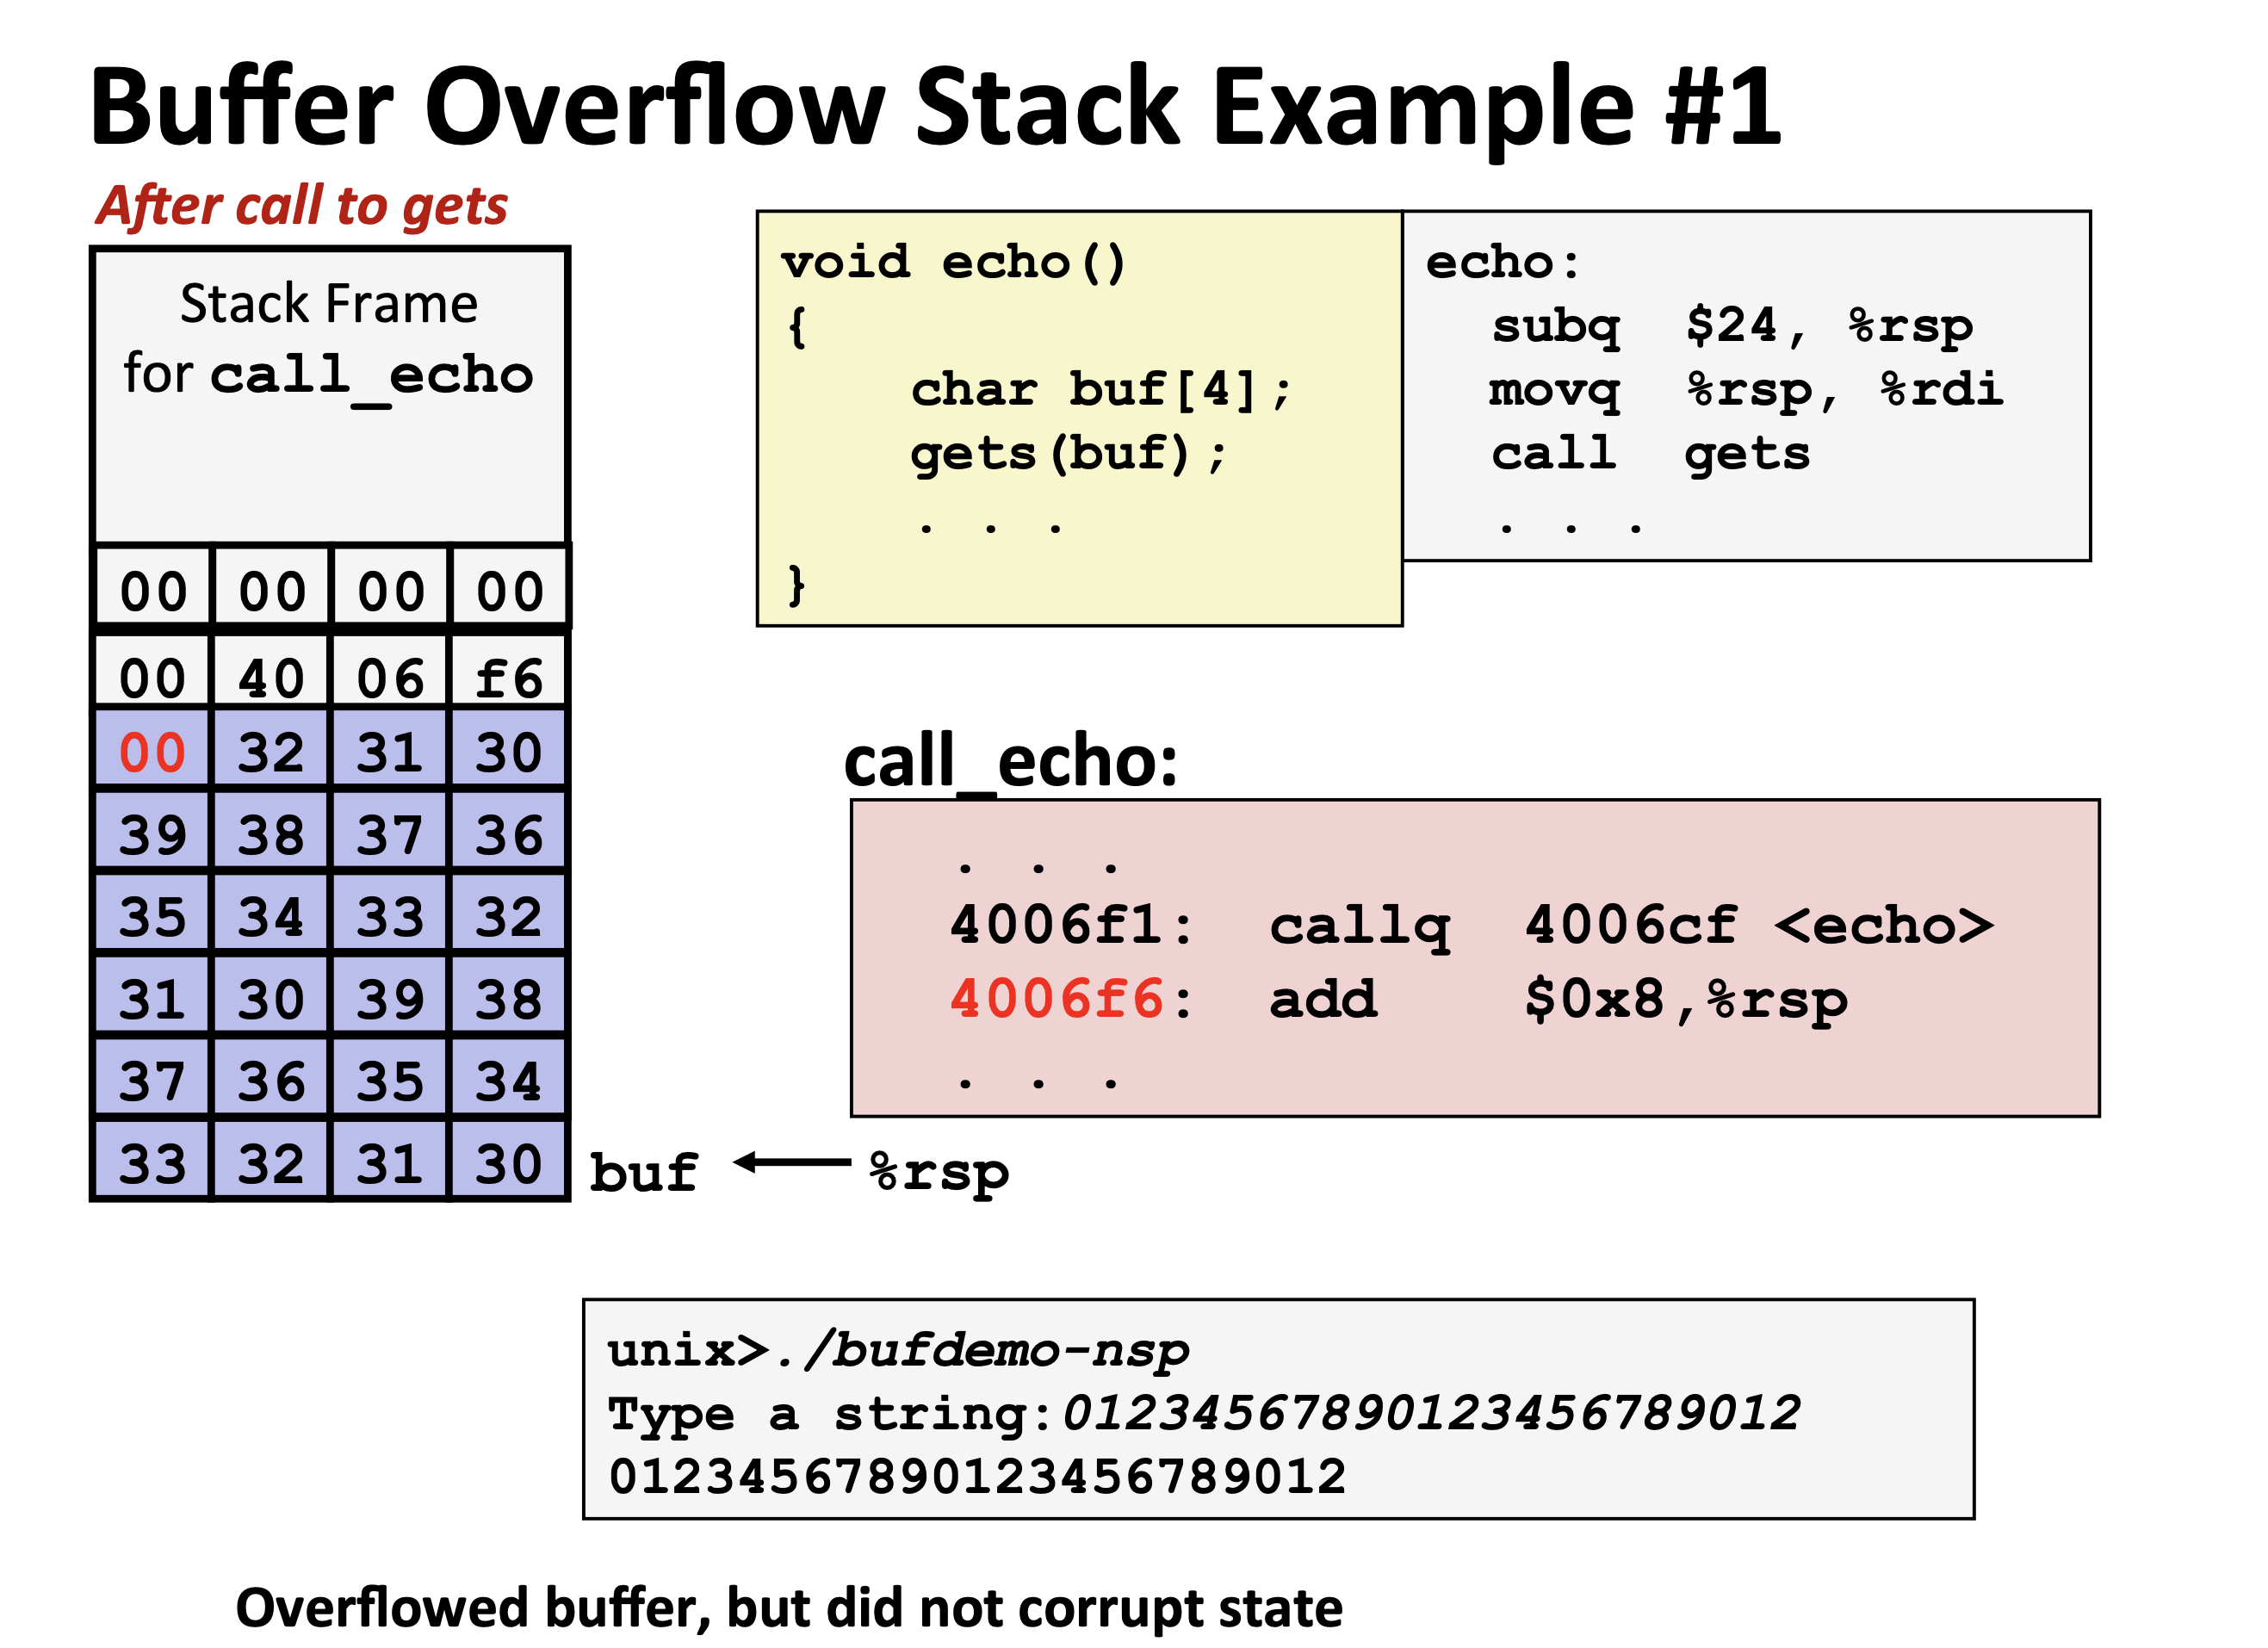 Buffer Overflow Stack Example #1
After call to gets
Stack Frame
for call_echo
00 00 00 00
00 40 06 f6
00 32 31 30
39 38 37 36
35 34 33 32
31 30 39 38
37 36 35 34
33 32 31 30
buf
%rsp
void echo()
{
char buf[4];
gets(buf);
. . .
}
echo:
subq $24, %rsp
movq %rsp, %rdi
call gets
. . .
call_echo:
. . .
4006f1: callq 4006cf <echo>
4006f6: add $0x8,%rsp
. . .
unix>./bufdemo-nsp
Type a string:01234567890123456789012
01234567890123456789012
Overflowed buffer, but did not corrupt state